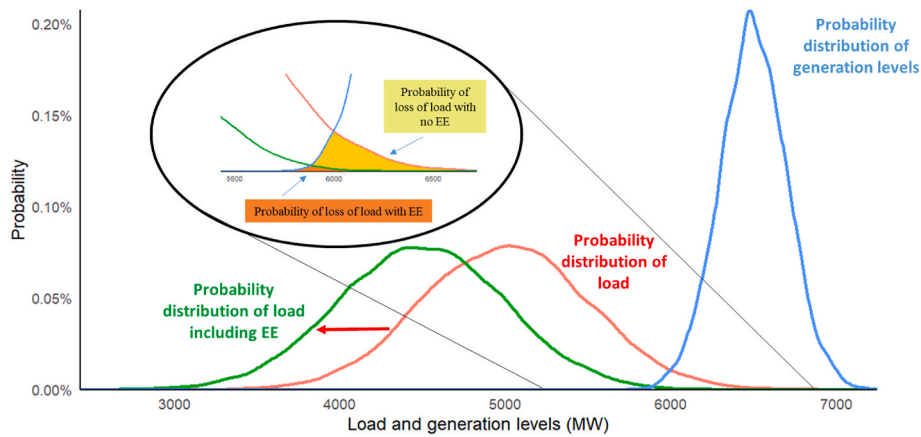 0.20%
0.15%
0.10%
0.05%
0.00%
Probability
Probability
distribution of
generation levels
Probability of
loss of load with
no EE
5500
6000
6500
Probability of loss of load with EE
Probability
distribution of
load
Probability
distribution of load
including EE
3000
4000
5000
6000
7000
Load and generation levels (MW)